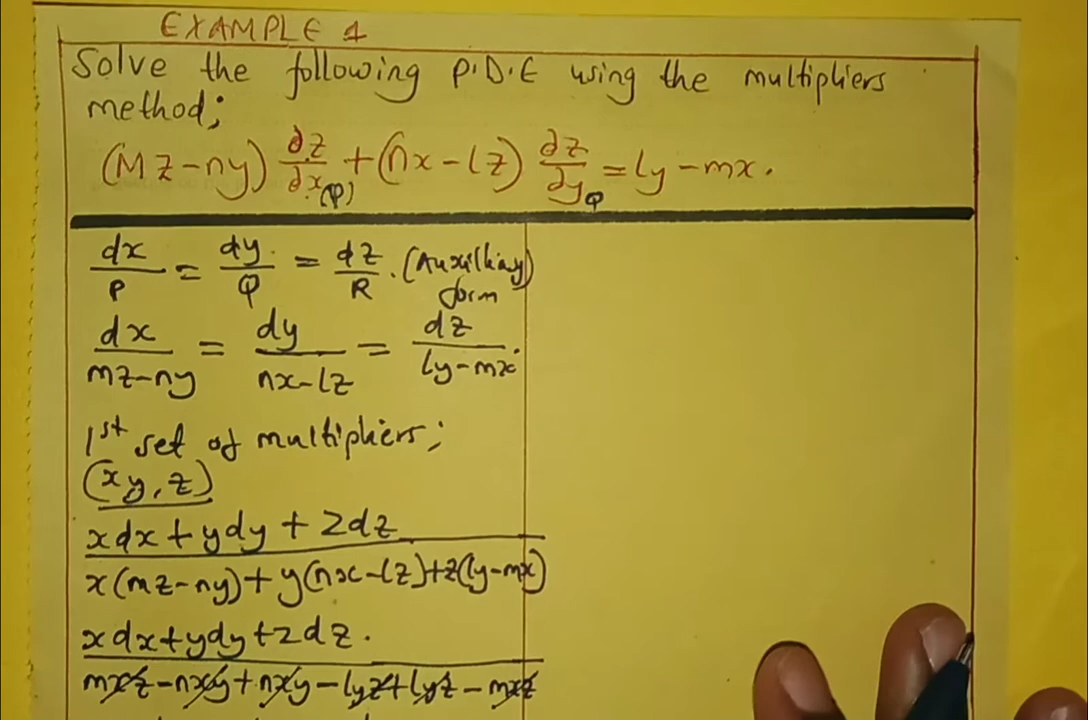 EXAMPLE 1
Solve the following P.D.E using the multipliers
method;
(Mz-ny) ∂z/∂x (P) + (nx-lz) ∂z/∂y Q = ly-mx.
dx/P = dy/Q = dz/R. (Auxilliary form)
dx/mz-ny = dy/nx-lz = dz/ly-mx.
1st set of multipliers;
(x y, z)
xdx+ydy+zdz
x(mz-ny)+y(nx-lz)+z(ly-mx)
xdx+ydy+zdz.
mxz-nxy+nxy-lyz+lyz-mxz